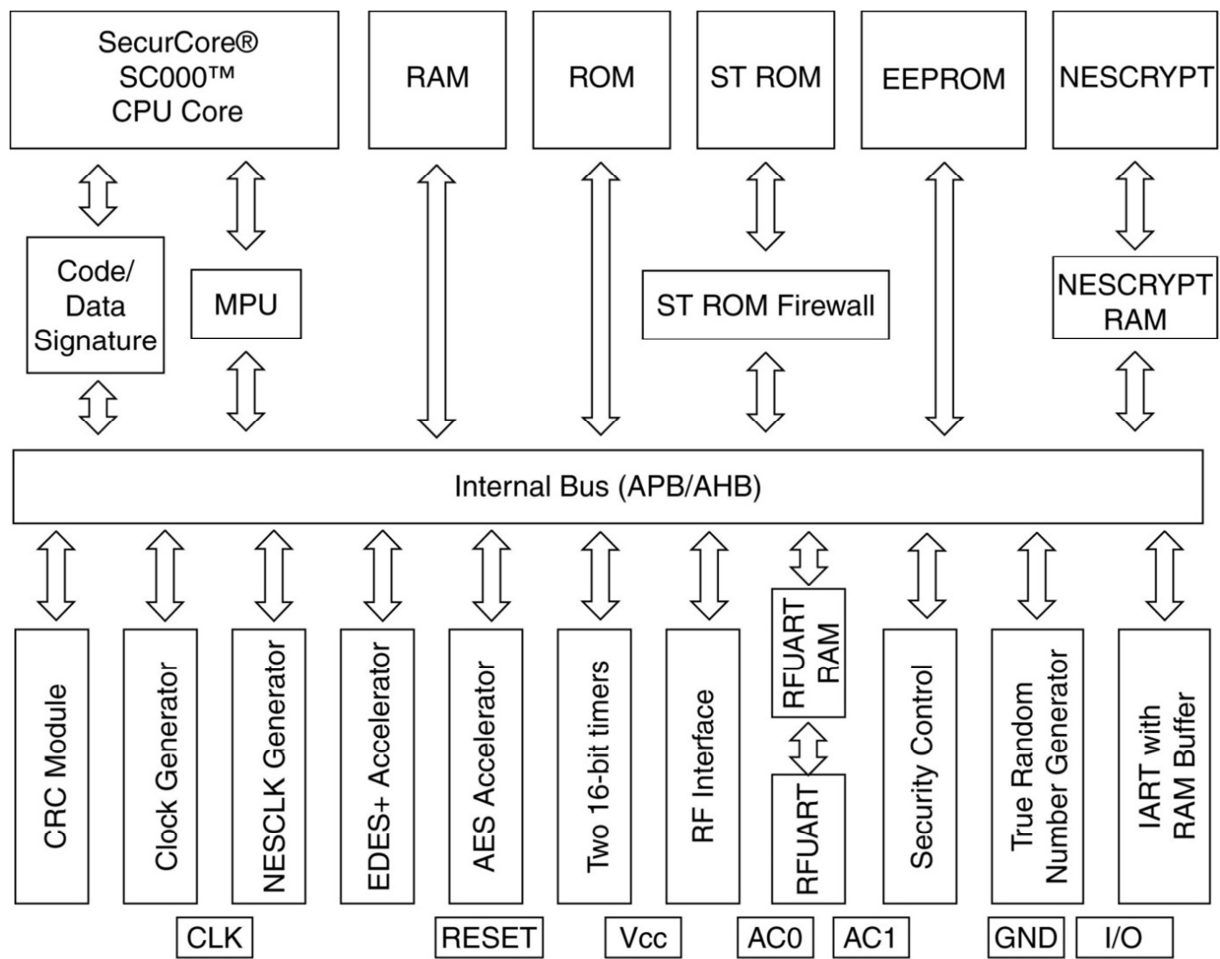 SecurCore®
SC000™
CPU Core
RAM
ROM
ST ROM
EEPROM
NESCRYPT
Code/
Data
Signature
MPU
ST ROM Firewall
NESCRYPT
RAM
Internal Bus (APB/AHB)
CRC Module
Clock Generator
NESCLK Generator
EDES+ Accelerator
AES Accelerator
Two 16-bit timers
RF Interface
RFUART
RAM
RFUART
Security Control
True Random
Number Generator
IART with
RAM Buffer
CLK
RESET
Vcc
AC0
AC1
GND
I/O